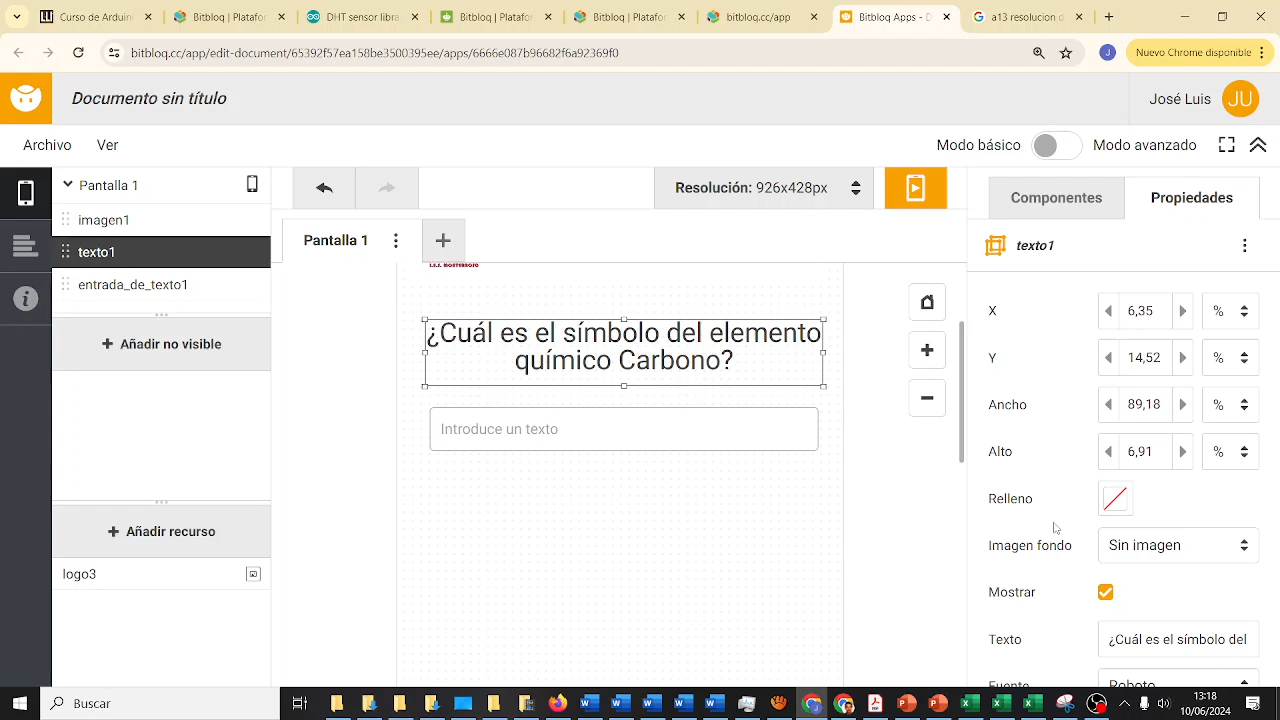 Curso de Arduino
Bitbloq | Platafor
DHT sensor libra
Bitbloq | Platafor
Bitbloq | Platafor
bitbloq.cc/app
Bitbloq Apps - D
a13 resolucion d
bitbloq.cc/app/edit-document/65392f57ea158be3500395ee/apps/6666e087b96682f6a92369f0
J
Nuevo Chrome disponible
Documento sin título
José Luis
JU
Archivo
Ver
Modo básico
Modo avanzado
Pantalla 1
imagen1
texto1
entrada_de_texto1
Añadir no visible
Añadir recurso
logo3
Resolución: 926x428px
Pantalla 1
I.E.S. MONTERROSO
¿Cuál es el símbolo del elemento
químico Carbono?
Introduce un texto
Componentes
Propiedades
texto1
X 6,35 %
Y 14,52 %
Ancho 89,18 %
Alto 6,91 %
Relleno
Imagen fondo Sin imagen
Mostrar
Texto ¿Cuál es el símbolo del
Fuente Roboto
Buscar
13:18
10/06/2024